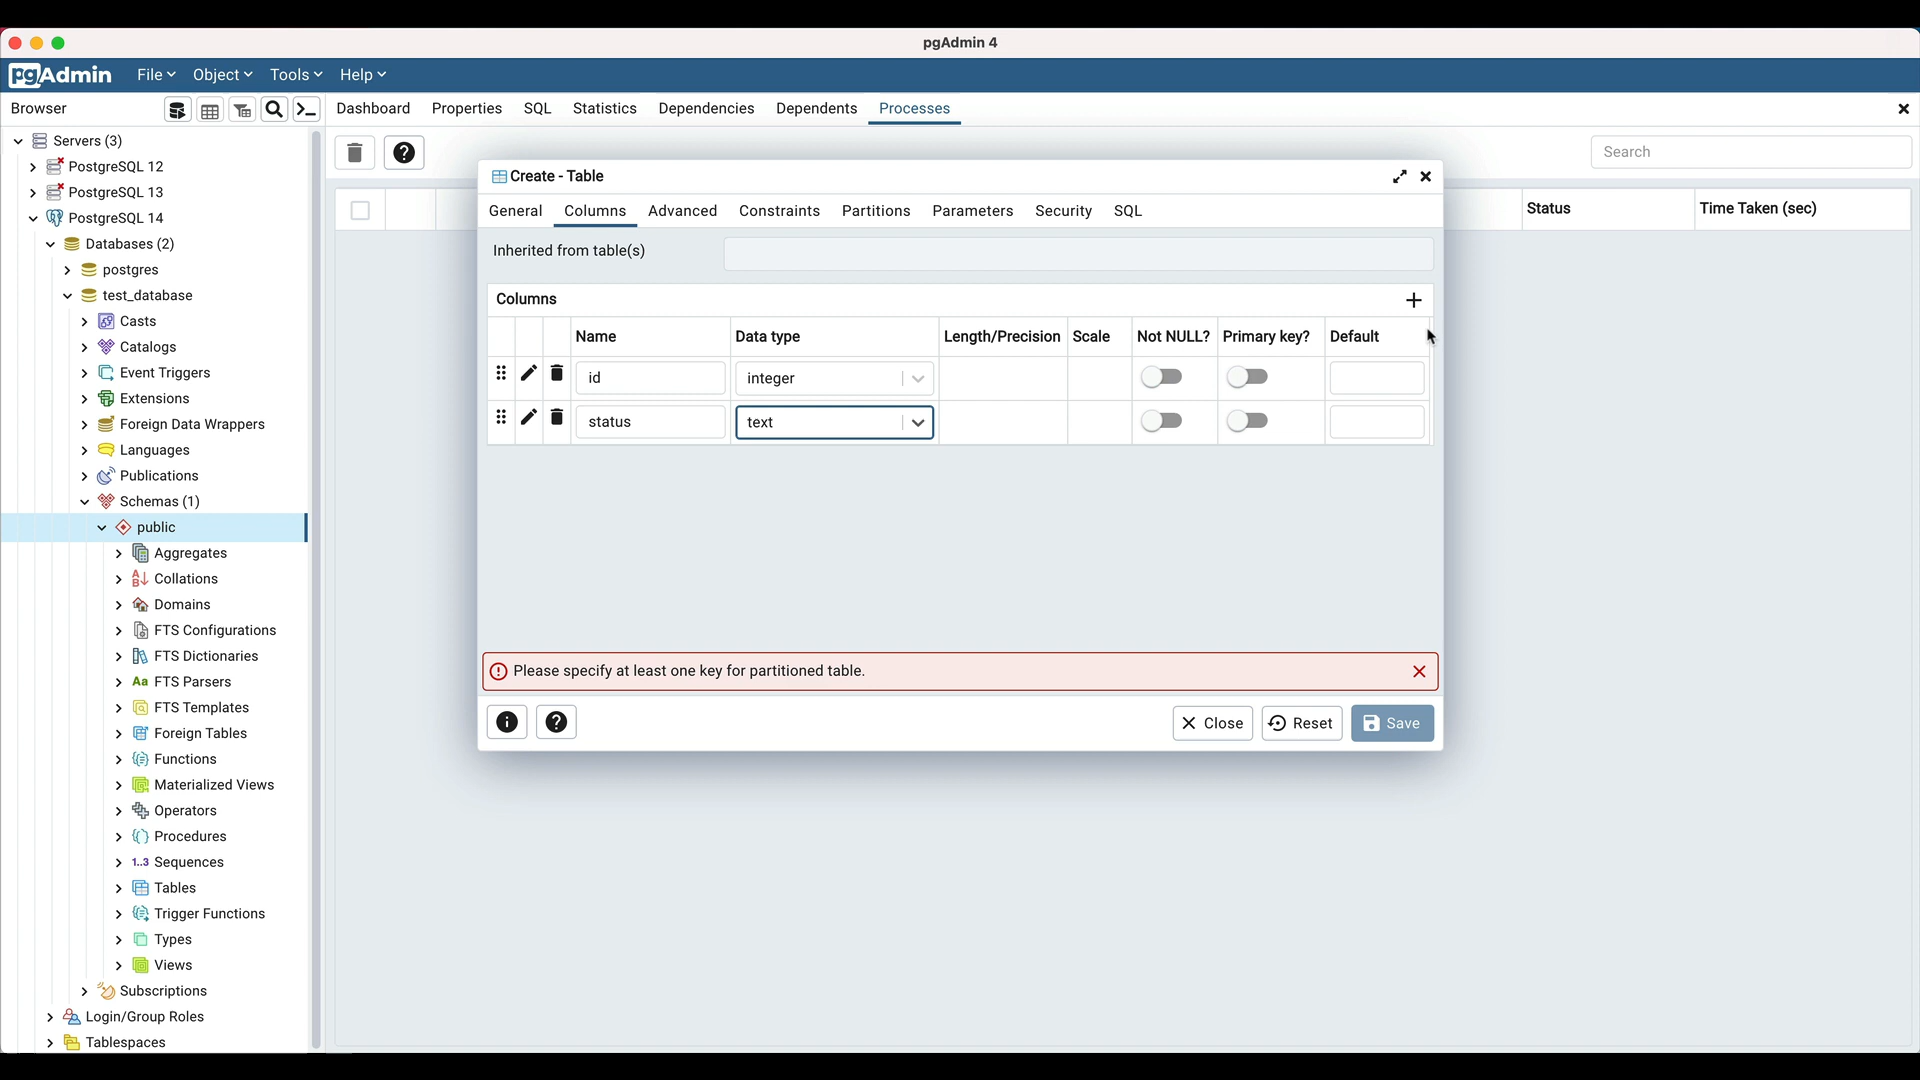 pgAdmin 4
pgAdmin File Object Tools Help
Browser
Dashboard Properties SQL Statistics Dependencies Dependents Processes
Servers (3)
PostgreSQL 12
PostgreSQL 13
PostgreSQL 14
Databases (2)
postgres
test_database
Casts
Catalogs
Event Triggers
Extensions
Foreign Data Wrappers
Languages
Publications
Schemas (1)
public
Aggregates
Collations
Domains
FTS Configurations
FTS Dictionaries
Aa FTS Parsers
FTS Templates
Foreign Tables
Functions
Materialized Views
Operators
Procedures
1..3 Sequences
Tables
Trigger Functions
Types
Views
Subscriptions
Login/Group Roles
Tablespaces
Search
Status Time Taken (sec)
Create - Table
General Columns Advanced Constraints Partitions Parameters Security SQL
Inherited from table(s)
Columns
Name Data type Length/Precision Scale Not NULL? Primary key? Default
id integer
status text
Please specify at least one key for partitioned table.
Close Reset Save